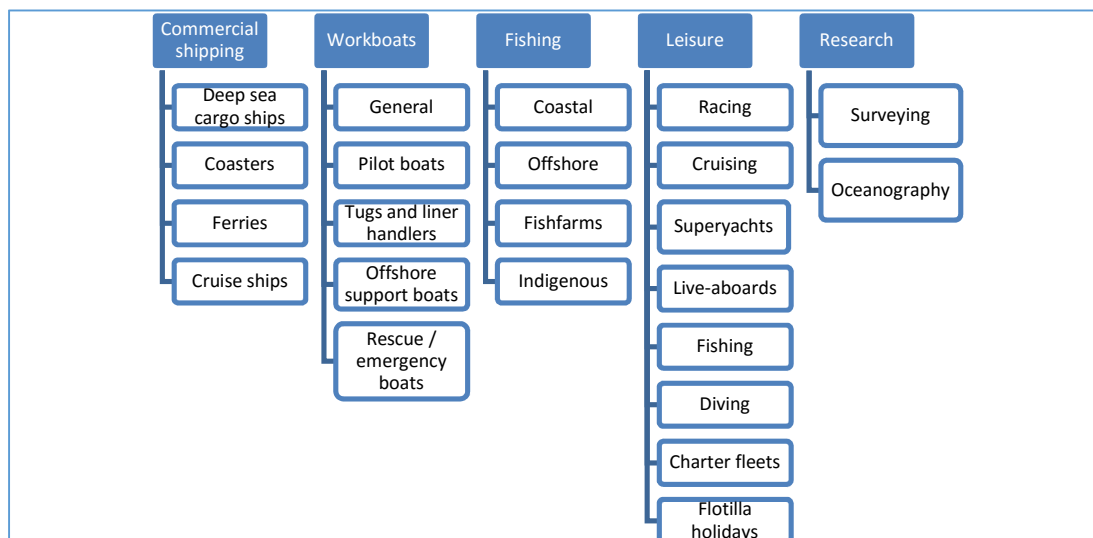 Commercial
shipping
Deep sea
cargo ships
Coasters
Ferries
Cruise ships
Workboats
General
Pilot boats
Tugs and liner
handlers
Offshore
support boats
Rescue /
emergency
boats
Fishing
Coastal
Offshore
Fishfarms
Indigenous
Leisure
Racing
Cruising
Superyachts
Live-aboards
Fishing
Diving
Charter fleets
Flotilla
holidays
Research
Surveying
Oceanography